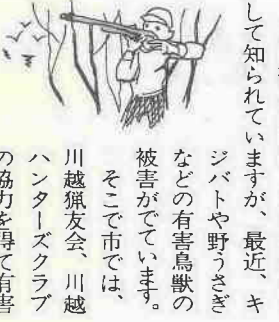 して知られていますが、最近、キ
ジバトや野うさぎ
などの有害鳥獣の
被害がでています。
そこで市では、
川越猟友会、川越
ハンターズクラブ
の協力を得て有害